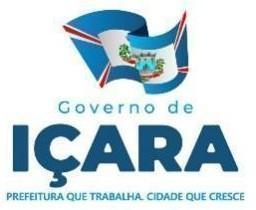 Governo de
IÇARA
PREFEITURA QUE TRABALHA. CIDADE QUE CRESCE